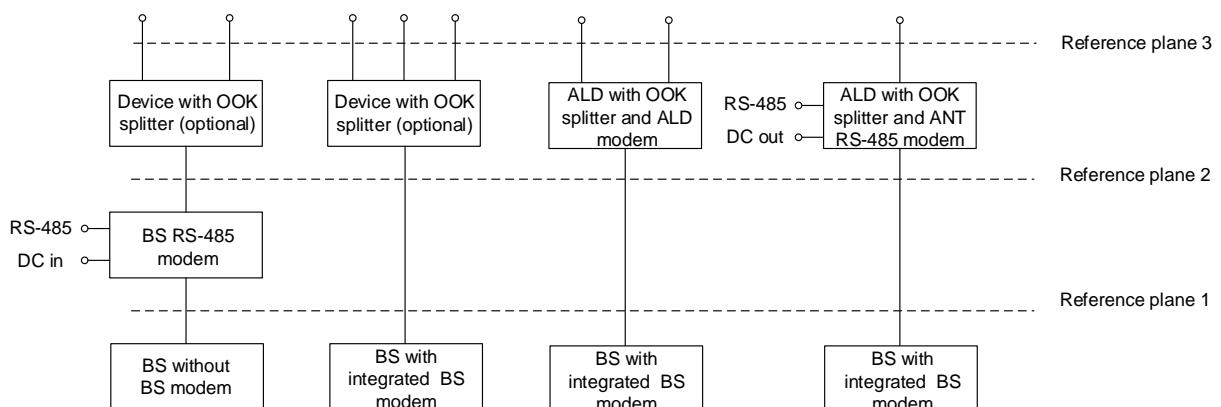 Reference plane 3
Device with OOK
splitter (optional)
Device with OOK
splitter (optional)
ALD with OOK
splitter and ALD
modem
RS-485
DC out
ALD with OOK
splitter and ANT
RS-485 modem
Reference plane 2
RS-485
DC in
BS RS-485
modem
Reference plane 1
BS without
BS modem
BS with
integrated BS
modem
BS with
integrated BS
modem
BS with
integrated BS
modem